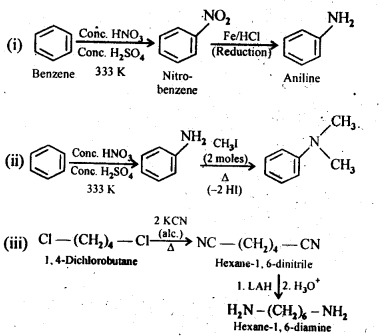 (i) Conc. HNO₃ NO₂ NH₂
Conc. H₂SO₄ Fe/HCl
333 K (Reduction)
Benzene Nitro-
benzene Aniline
(ii) Conc. HNO₃ NH₂ CH₃I N CH₃
Conc. H₂SO₄ (2 moles) CH₃
333 K Δ
(–2 HI)
(iii) Cl — (CH₂)₄ — Cl 2 KCN NC — (CH₂)₄ — CN
(alc.)
Δ
1, 4-Dichlorobutane Hexane-1, 6-dinitrile
1. LAH 2. H₃O⁺
H₂N — (CH₂)₆ — NH₂
Hexane-1, 6-diamine